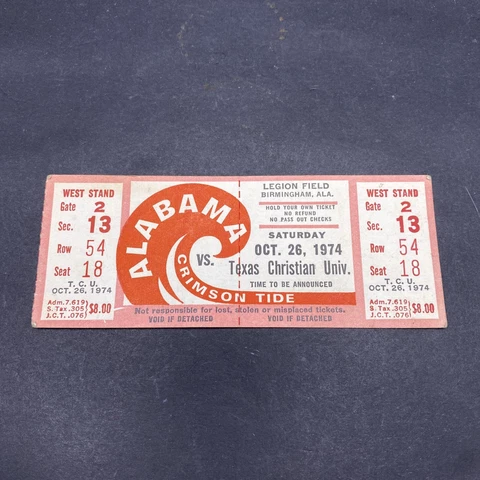 WEST STAND
Gate 2
Sec. 13
Row 54
Seat 18
T. C. U.
OCT. 26, 1974
Adm. 7.619
S. Tax .305
J.C.T. .076
$8.00
ALABAMA
CRIMSON TIDE
VS.
LEGION FIELD
BIRMINGHAM, ALA.
HOLD YOUR OWN TICKET
NO REFUND
NO PASS OUT CHECKS
SATURDAY
OCT. 26, 1974
Texas Christian Univ.
TIME TO BE ANNOUNCED
Not responsible for lost, stolen or misplaced tickets.
VOID IF DETACHED VOID IF DETACHED
WEST STAND
Gate 2
Sec. 13
Row 54
Seat 18
T. C. U.
OCT. 26, 1974
Adm. 7.619
S. Tax .305
J.C.T. .076
$8.00